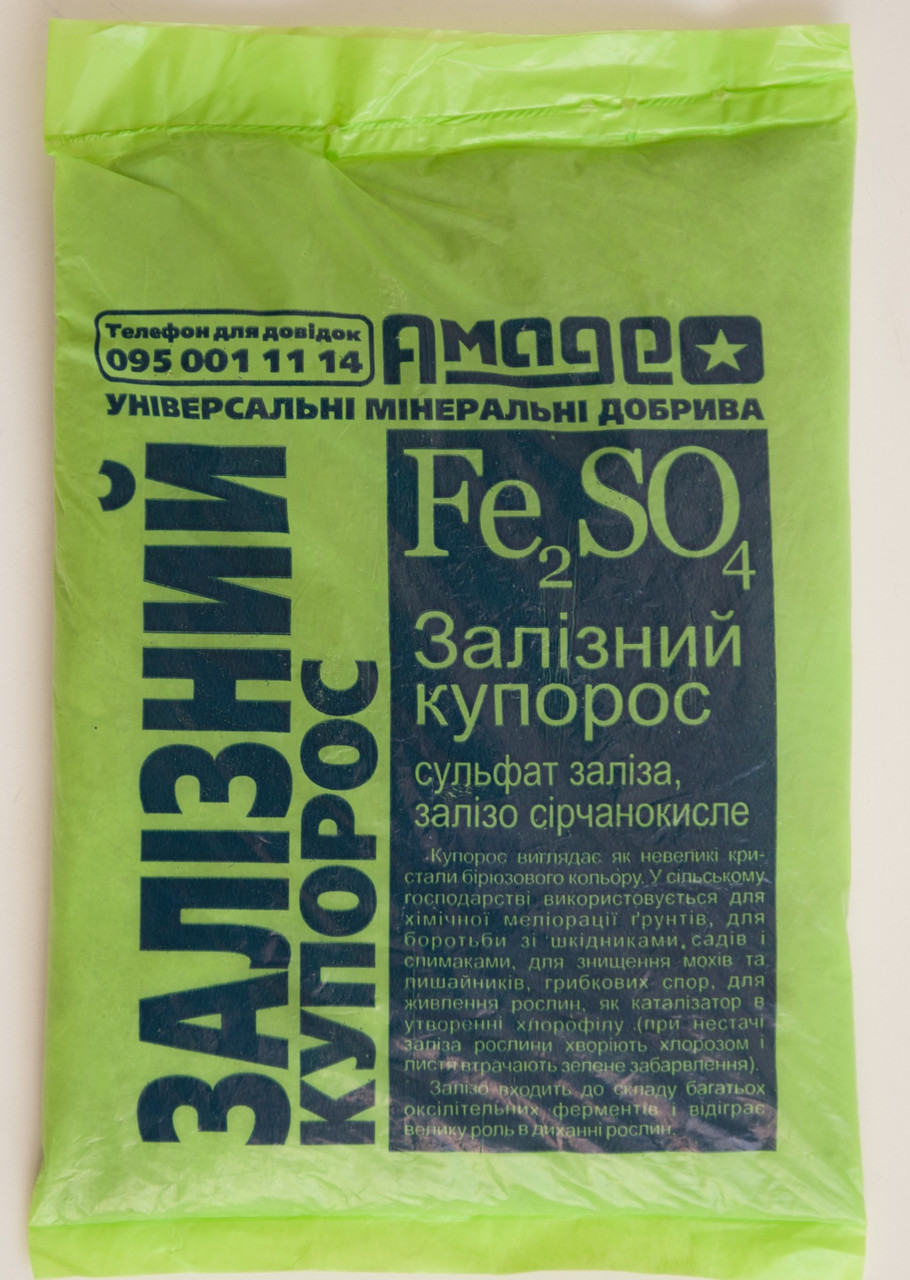 Телефон для довідок
095 001 11 14
Амадео
УНІВЕРСАЛЬНІ МІНЕРАЛЬНІ ДОБРИВА
ЗАЛІЗНИЙ
КУПОРОС
Fe2SO4
Залізний
купорос
сульфат заліза,
залізо сірчанокисле
Купорос виглядає як невеликі кри-
стали бірюзового кольору. У сільському
господарстві використовується для
хімічної меліорації ґрунтів, для
боротьби зі шкідниками садів і
слимаками, для знищення мохів та
лишайників, грибкових спор, для
живлення рослин, як каталізатор в
утворенні хлорофілу (при нестачі
заліза рослини хворіють хлорозом і
листя втрачають зелене забарвлення).
Залізо входить до складу багатьох
оксілітельних ферментів і відіграє
велику роль в диханні рослин.